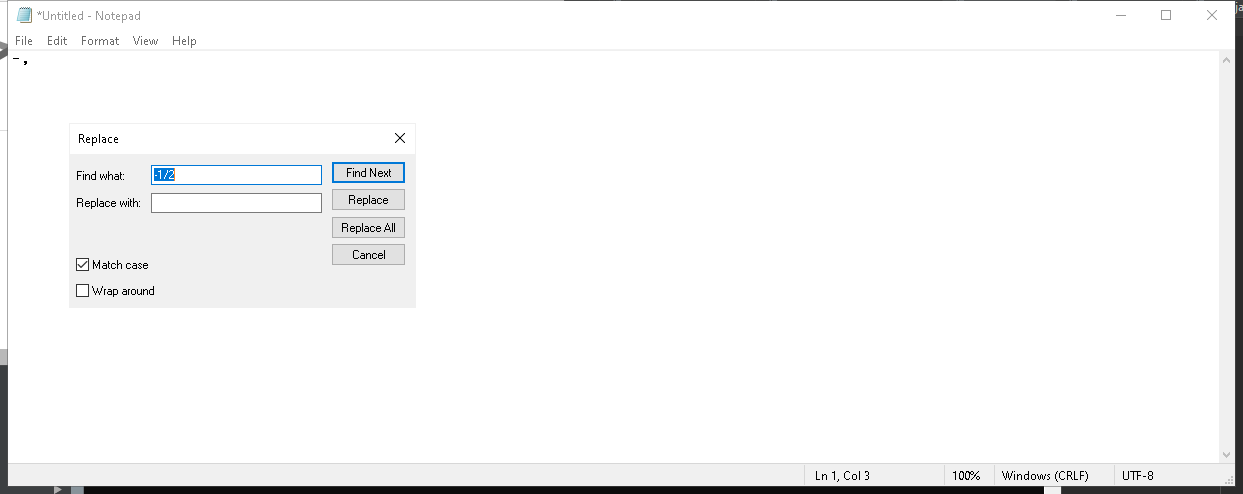 *Untitled - Notepad
File Edit Format View Help
-,
Replace
Find what: -1/2 Find Next
Replace with: Replace
Replace All
Cancel
Match case
Wrap around
Ln 1, Col 3 100% Windows (CRLF) UTF-8